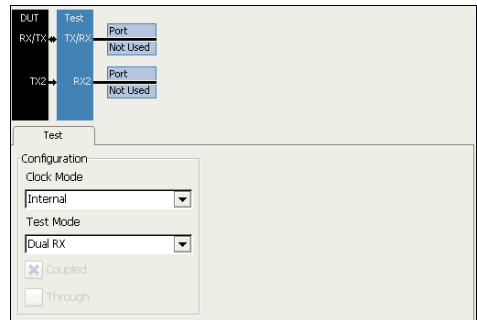 DUT Test
RX/TX TX/RX Port
Not Used
TX2 RX2 Port
Not Used
Test
Configuration
Clock Mode
Internal
Test Mode
Dual RX
Coupled
Through